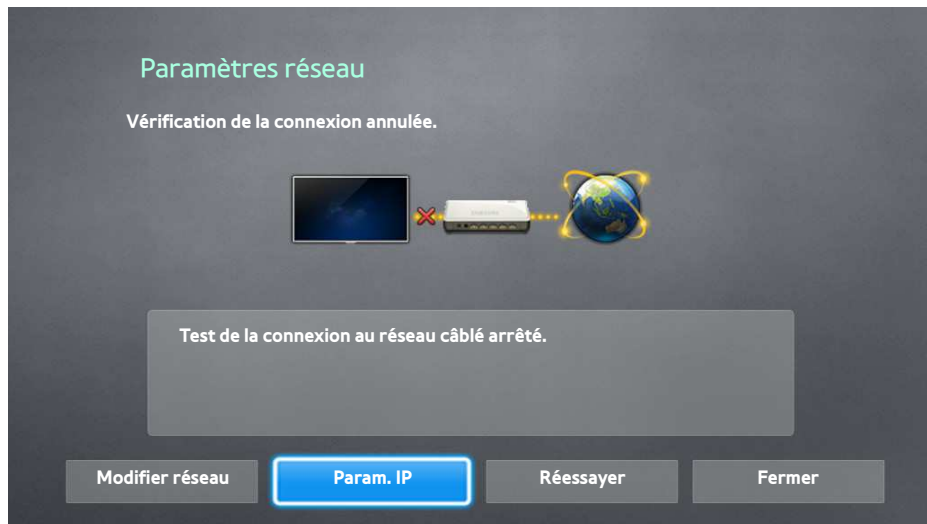 Paramètres réseau
Vérification de la connexion annulée.
Test de la connexion au réseau câblé arrêté.
Modifier réseau
Param. IP
Réessayer
Fermer